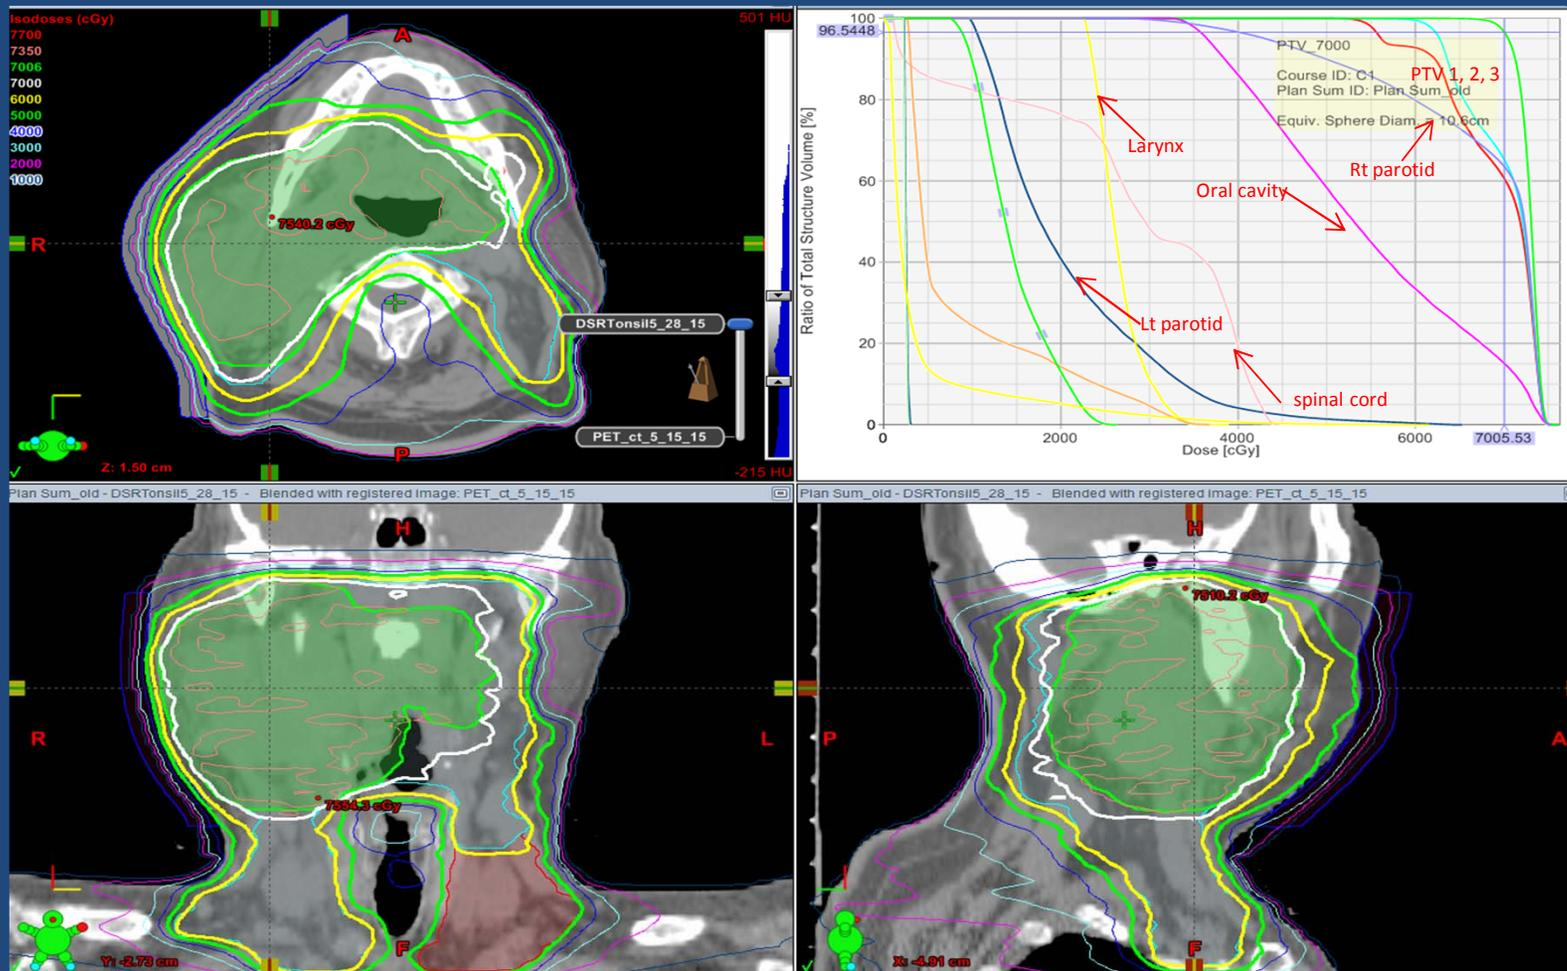 Isodoses (cGy)
7700
7350
7006
7000
6000
5000
4000
3000
2000
1000
A
501 HU
R
7540.2 cGy
DSRTonsil5_28_15
PET_ct_5_15_15
P
Z: 1.50 cm
-215 HU
Ratio of Total Structure Volume [%]
100
96.5448
80
60
40
20
0
PTV_7000
Course ID: C1
Plan Sum ID: Plan Sum_old
Equiv. Sphere Diam. = 10.6cm
PTV 1, 2, 3
Larynx
Rt parotid
Oral cavity
Lt parotid
spinal cord
0
2000
4000
6000
7005.53
Dose [cGy]
Plan Sum_old - DSRTonsil5_28_15 - Blended with registered image: PET_ct_5_15_15
H
R
L
7554.3 cGy
F
Y: -2.73 cm
Plan Sum_old - DSRTonsil5_28_15 - Blended with registered image: PET_ct_5_15_15
H
7510.2 cGy
P
A
F
X: -4.91 cm